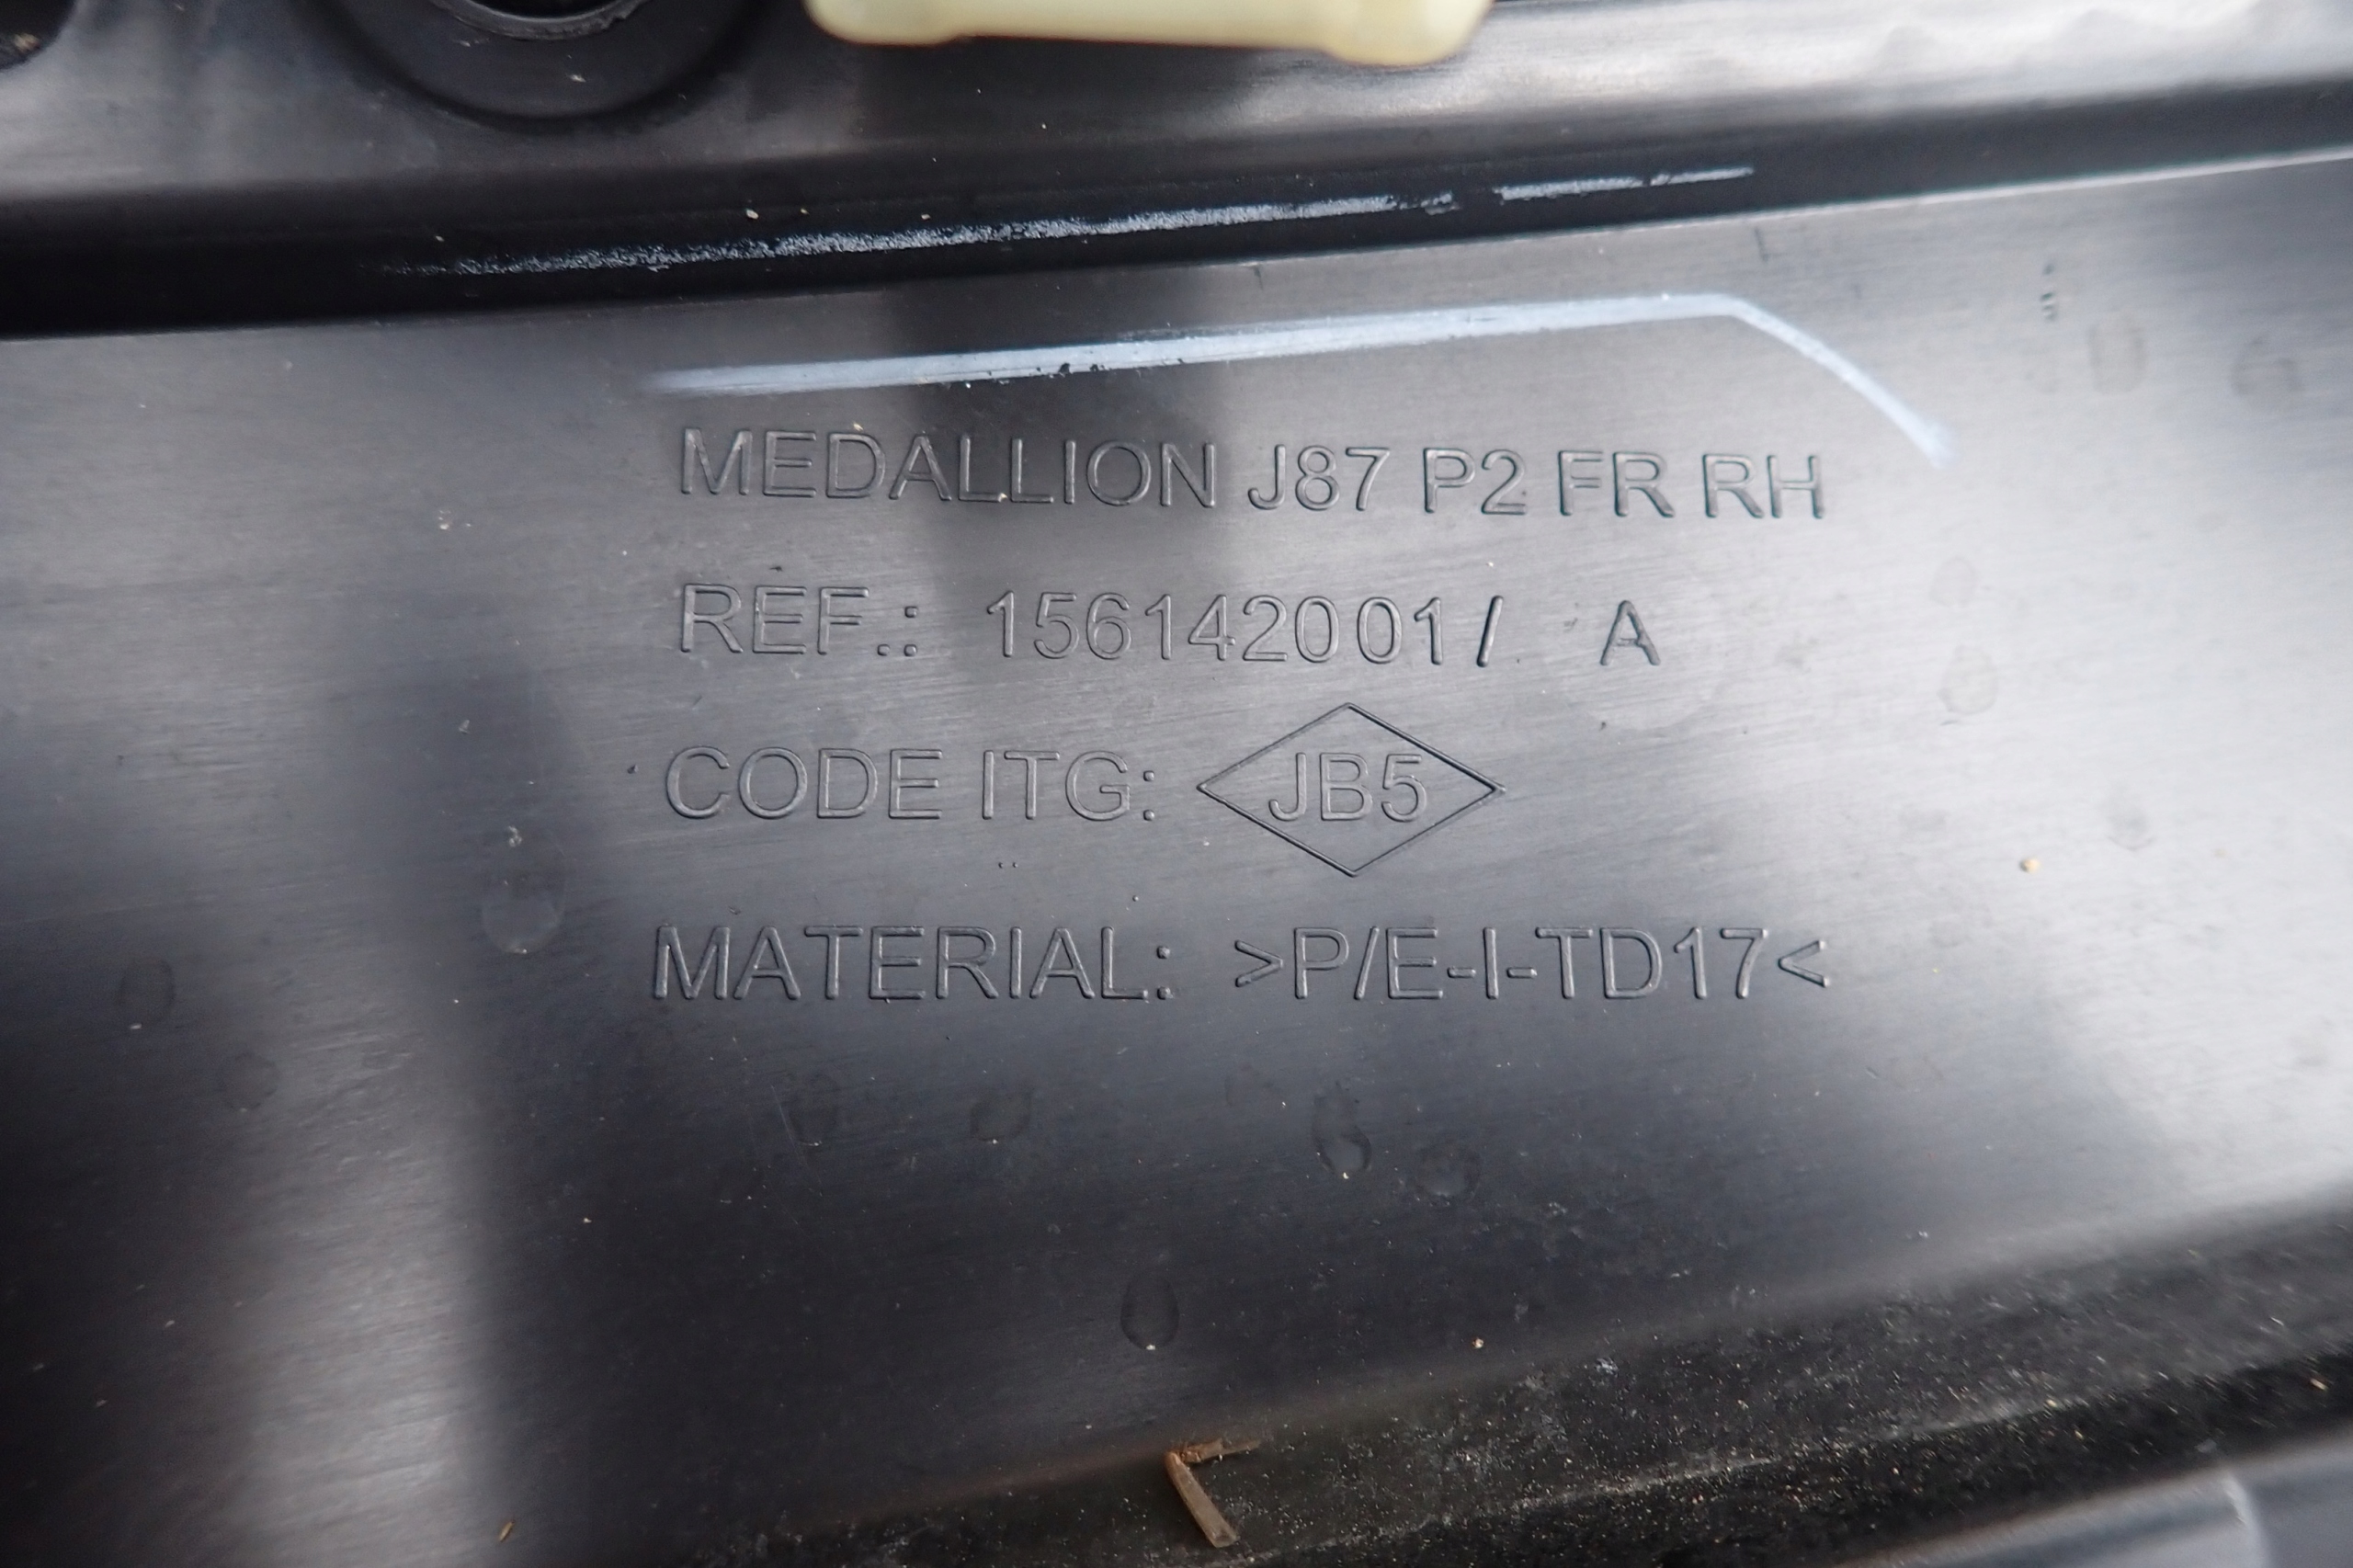 MEDALLION J87 P2 FR RH
REF.: 156142001/ A
CODE ITG: JB5
MATERIAL: >P/E-I-TD17<